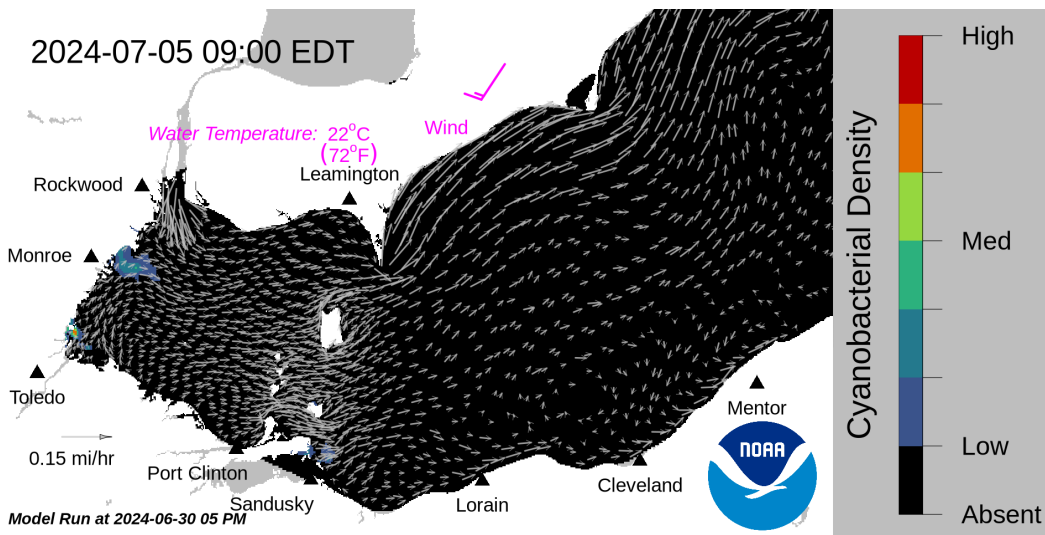 2024-07-05 09:00 EDT
High
Wind
Water Temperature: 22°C
(72°F)
Leamington
Rockwood
Monroe
Med
Cyanobacterial Density
Toledo
Mentor
NOAA
Low
0.15 mi/hr
Port Clinton
Sandusky
Lorain
Cleveland
Absent
Model Run at 2024-06-30 05 PM